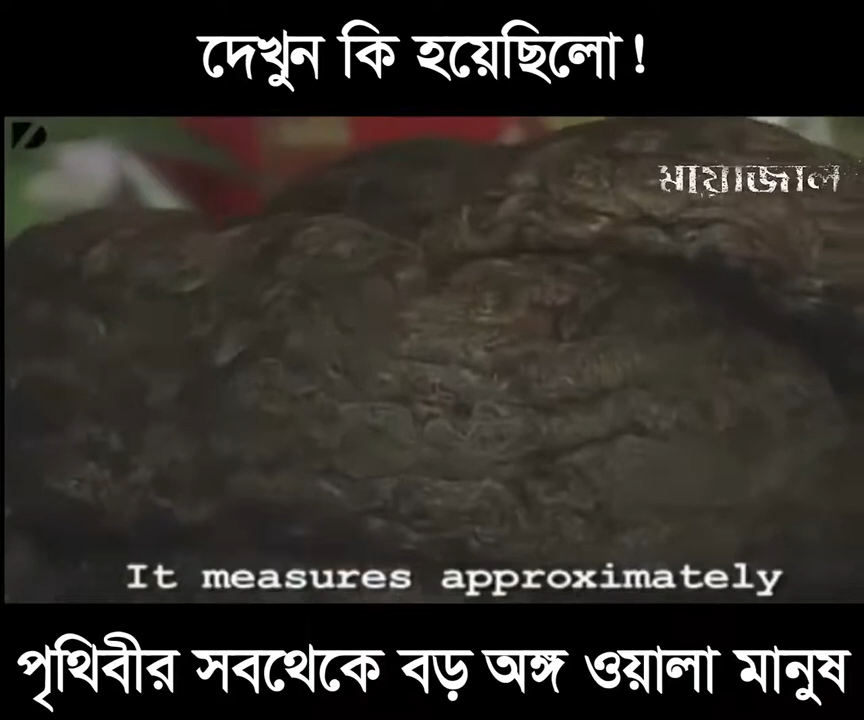 দেখুন কি হয়েছিলো!
মায়াজাল
It measures approximately
পৃথিবীর সবথেকে বড় অঙ্গ ওয়ালা মানুষ